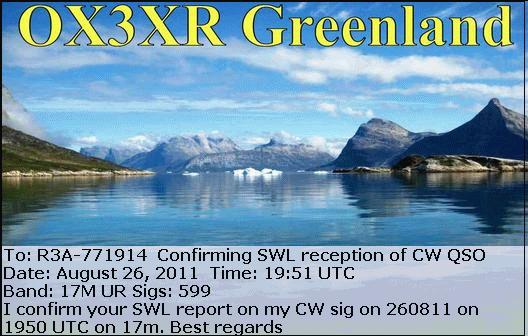 OX3XR Greenland
To: R3A-771914 Confirming SWL reception of CW QSO
Date: August 26, 2011 Time: 19:51 UTC
Band: 17M UR Sigs: 599
I confirm your SWL report on my CW sig on 260811 on
1950 UTC on 17m. Best regards